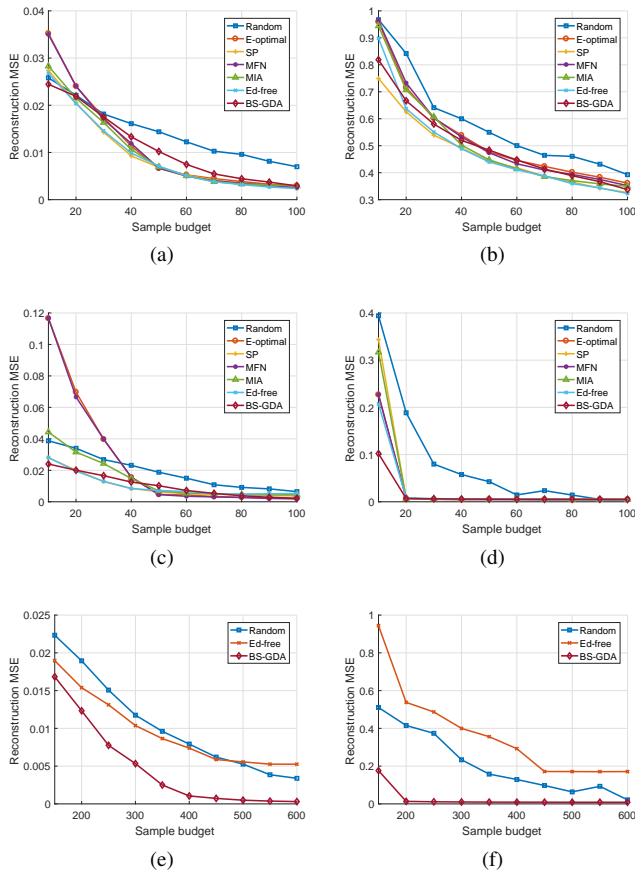 0.04
0.03
0.02
0.01
0
Reconstruction MSE
20 40 60 80 100
Sample budget
Random
E-optimal
SP
MFN
MIA
Ed-free
BS-GDA
(a)
1
0.9
0.8
0.7
0.6
0.5
0.4
0.3
Reconstruction MSE
20 40 60 80 100
Sample budget
Random
E-optimal
SP
MFN
MIA
Ed-free
BS-GDA
(b)
0.12
0.1
0.08
0.06
0.04
0.02
0
Reconstruction MSE
20 40 60 80 100
Sample budget
Random
E-optimal
SP
MFN
MIA
Ed-free
BS-GDA
(c)
0.4
0.3
0.2
0.1
0
Reconstruction MSE
20 40 60 80 100
Sample budget
Random
E-optimal
SP
MFN
MIA
Ed-free
BS-GDA
(d)
0.025
0.02
0.015
0.01
0.005
0
Reconstruction MSE
200 300 400 500 600
Sample budget
Random
Ed-free
BS-GDA
(e)
1
0.8
0.6
0.4
0.2
0
Reconstruction MSE
200 300 400 500 600
Sample budget
Random
Ed-free
BS-GDA
(f)